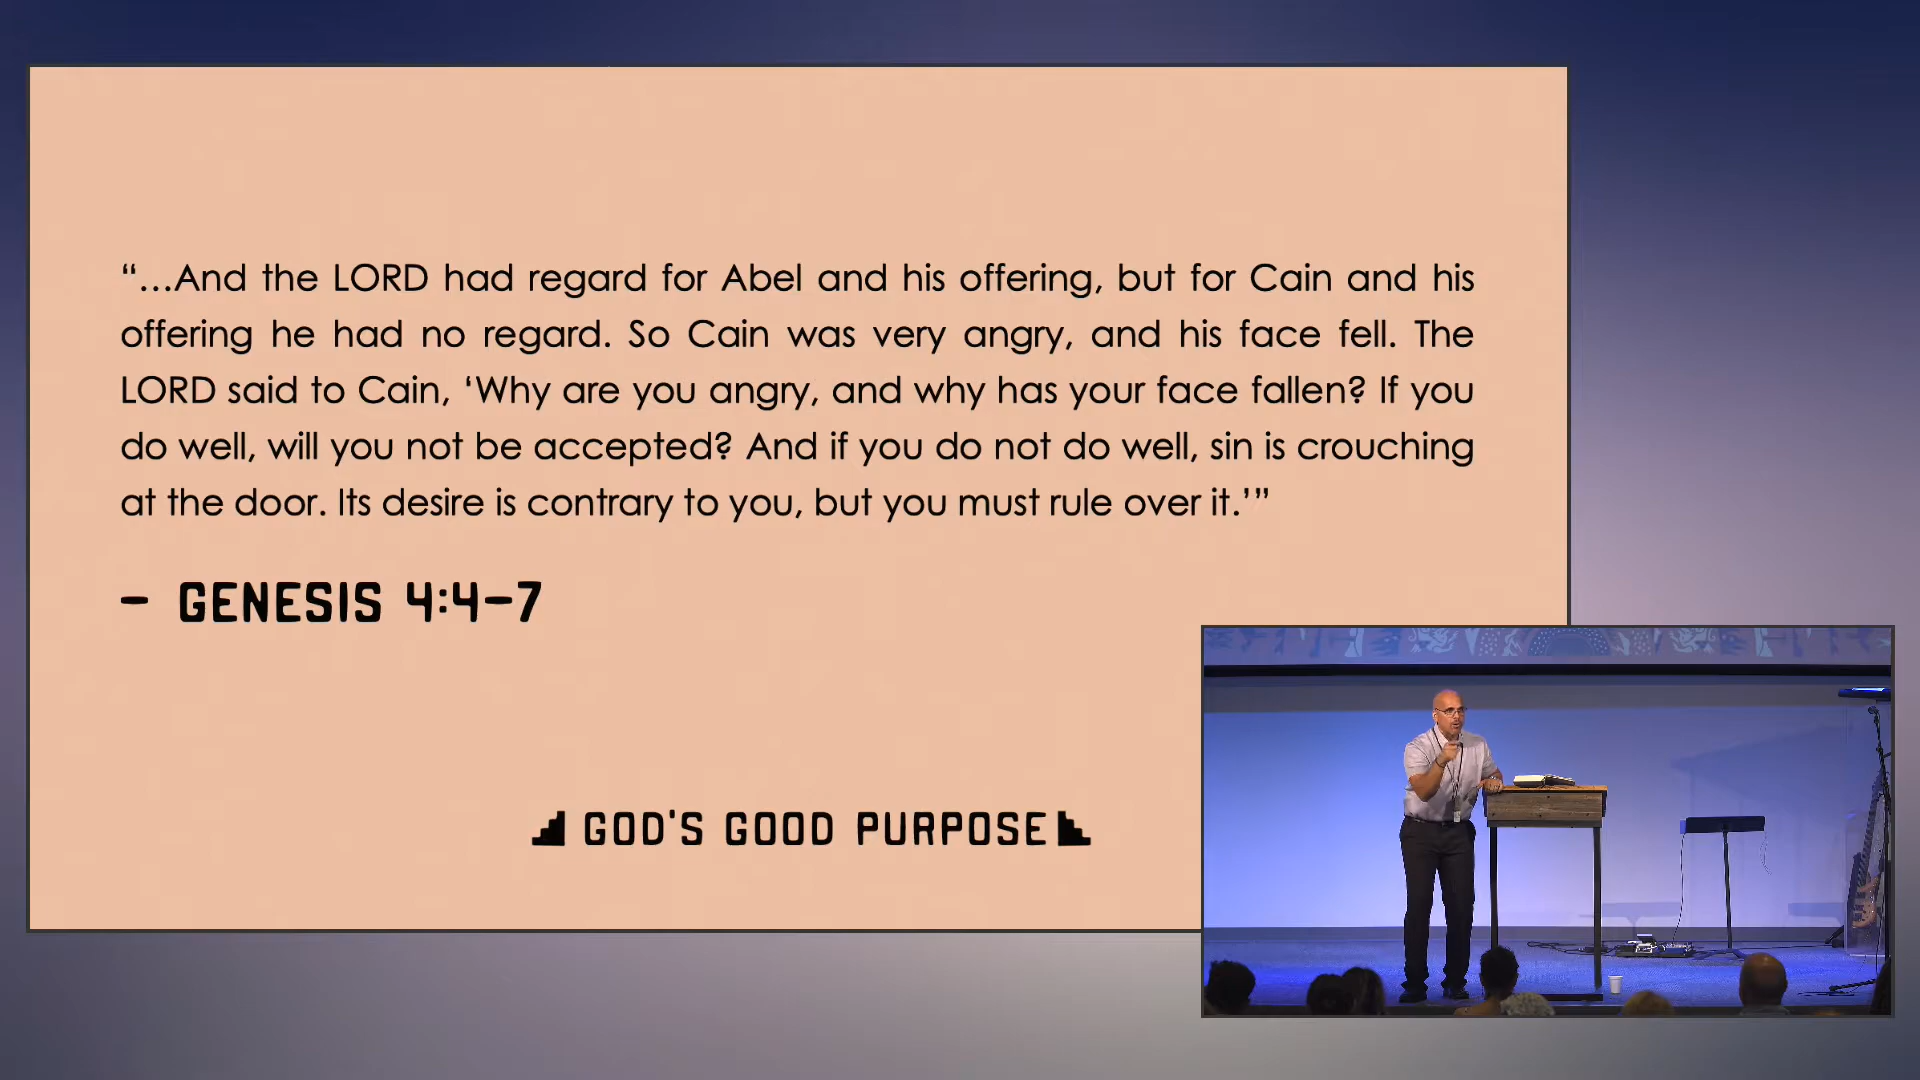 “...And the LORD had regard for Abel and his offering, but for Cain and his
offering he had no regard. So Cain was very angry, and his face fell. The
LORD said to Cain, ‘Why are you angry, and why has your face fallen? If you
do well, will you not be accepted? And if you do not do well, sin is crouching
at the door. Its desire is contrary to you, but you must rule over it.’”
- GENESIS 4:4-7
GOD'S GOOD PURPOSE